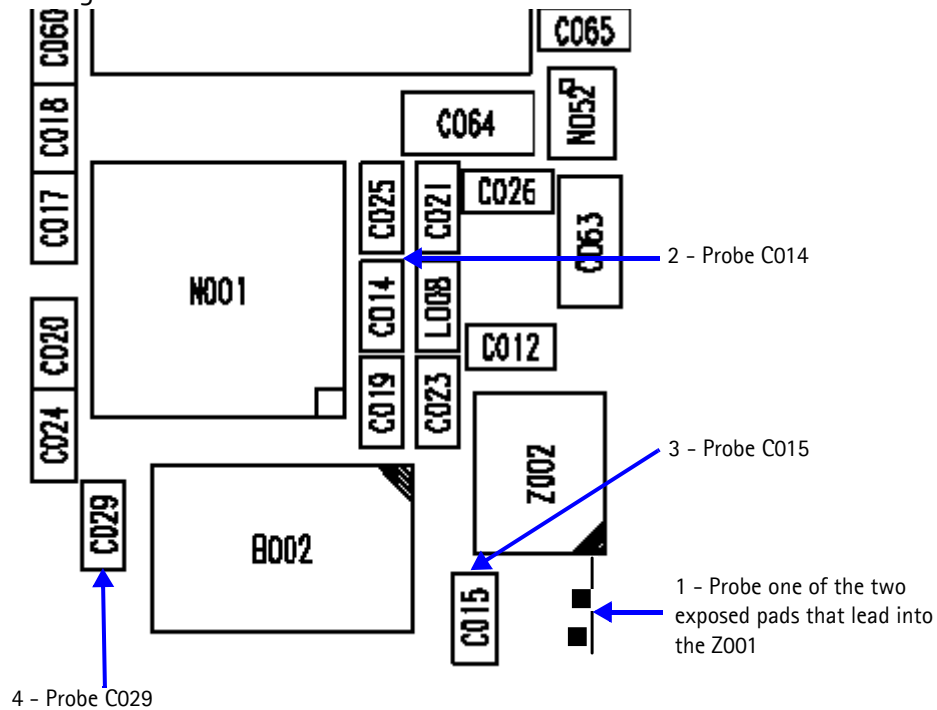 C060
C065
C018
N052
C064
C017
C025
C021
C026
C063
2 - Probe C014
N001
C014
L008
C020
C012
C019
C023
C024
3 - Probe C015
Z002
C029
B002
C015
1 - Probe one of the two
exposed pads that lead into
the Z001
4 - Probe C029